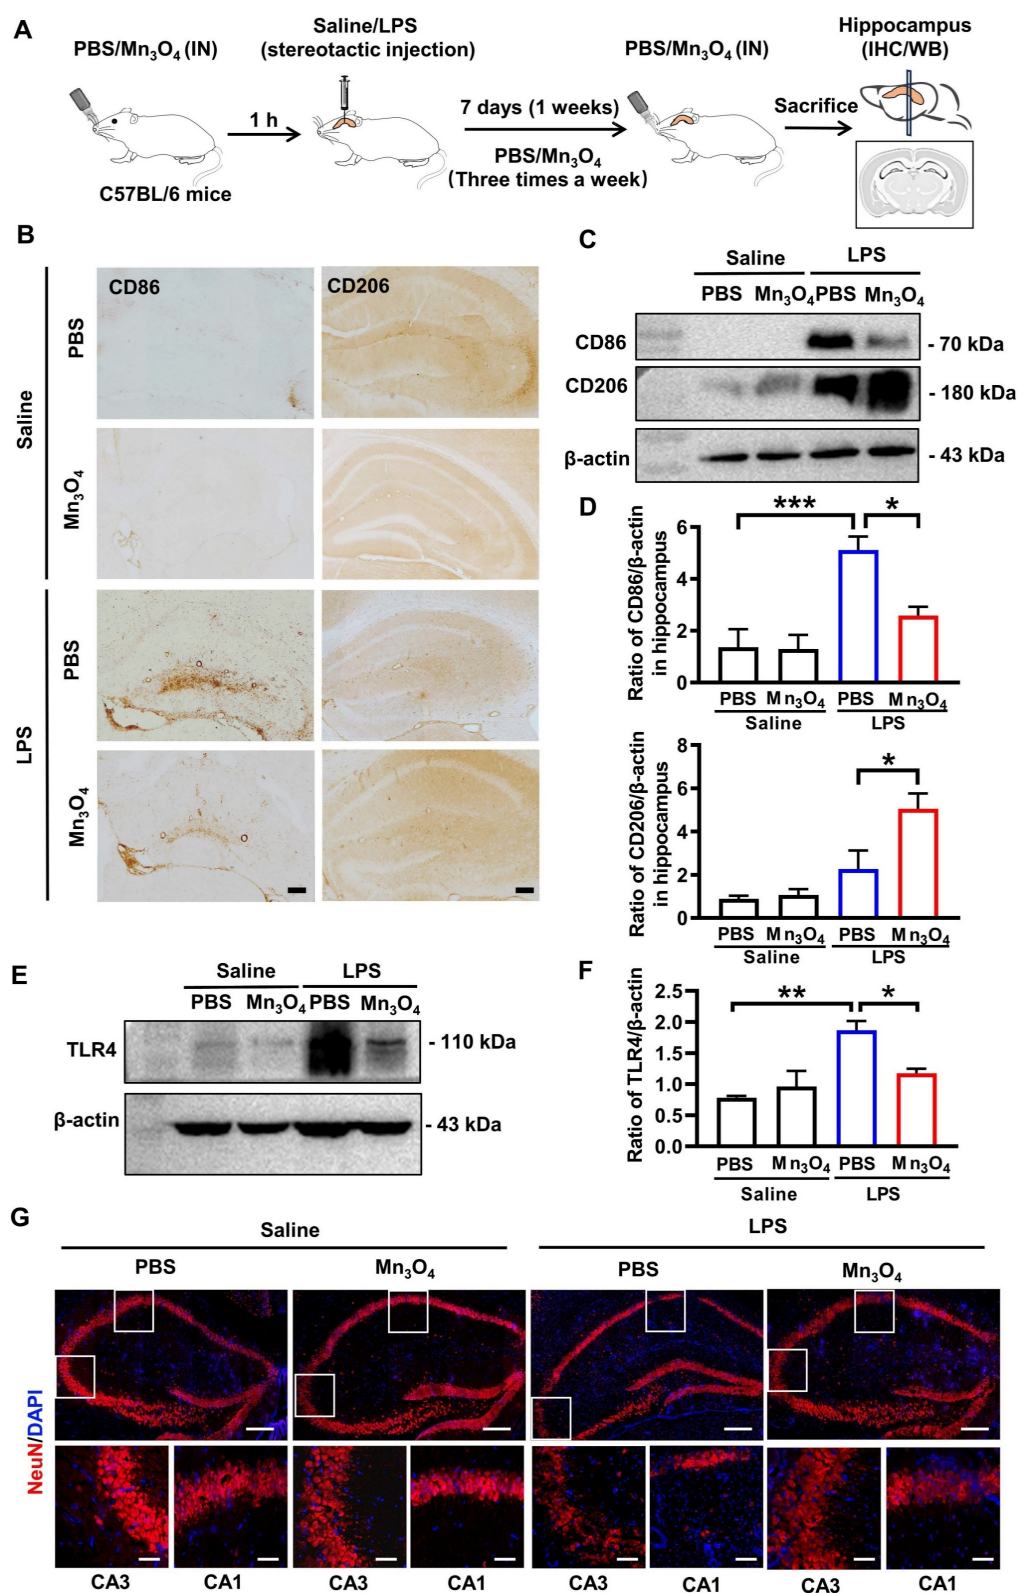 A
PBS/Mn₃O₄ (IN)
Saline/LPS
(stereotactic injection)
PBS/Mn₃O₄ (IN)
Hippocampus
(IHC/WB)
1 h
7 days (1 weeks)
PBS/Mn₃O₄
(Three times a week)
Sacrifice
C57BL/6 mice
B
CD86
CD206
Saline
PBS
Mn₃O₄
LPS
PBS
Mn₃O₄
C
Saline
LPS
PBS Mn₃O₄ PBS Mn₃O₄
CD86
- 70 kDa
CD206
- 180 kDa
β-actin
- 43 kDa
D
Ratio of CD86/β-actin
in hippocampus
6
4
2
0
***
*
PBS Mn₃O₄ PBS Mn₃O₄
Saline LPS
Ratio of CD206/β-actin
in hippocampus
8
6
4
2
0
*
PBS Mn₃O₄ PBS Mn₃O₄
Saline LPS
E
Saline LPS
PBS Mn₃O₄ PBS Mn₃O₄
TLR4
- 110 kDa
β-actin
- 43 kDa
F
Ratio of TLR4/β-actin
2.5
2.0
1.5
1.0
0.5
0.0
**
*
PBS Mn₃O₄ PBS Mn₃O₄
Saline LPS
G
Saline
LPS
PBS Mn₃O₄ PBS Mn₃O₄
NeuN/DAPI
CA3 CA1 CA3 CA1 CA3 CA1 CA3 CA1